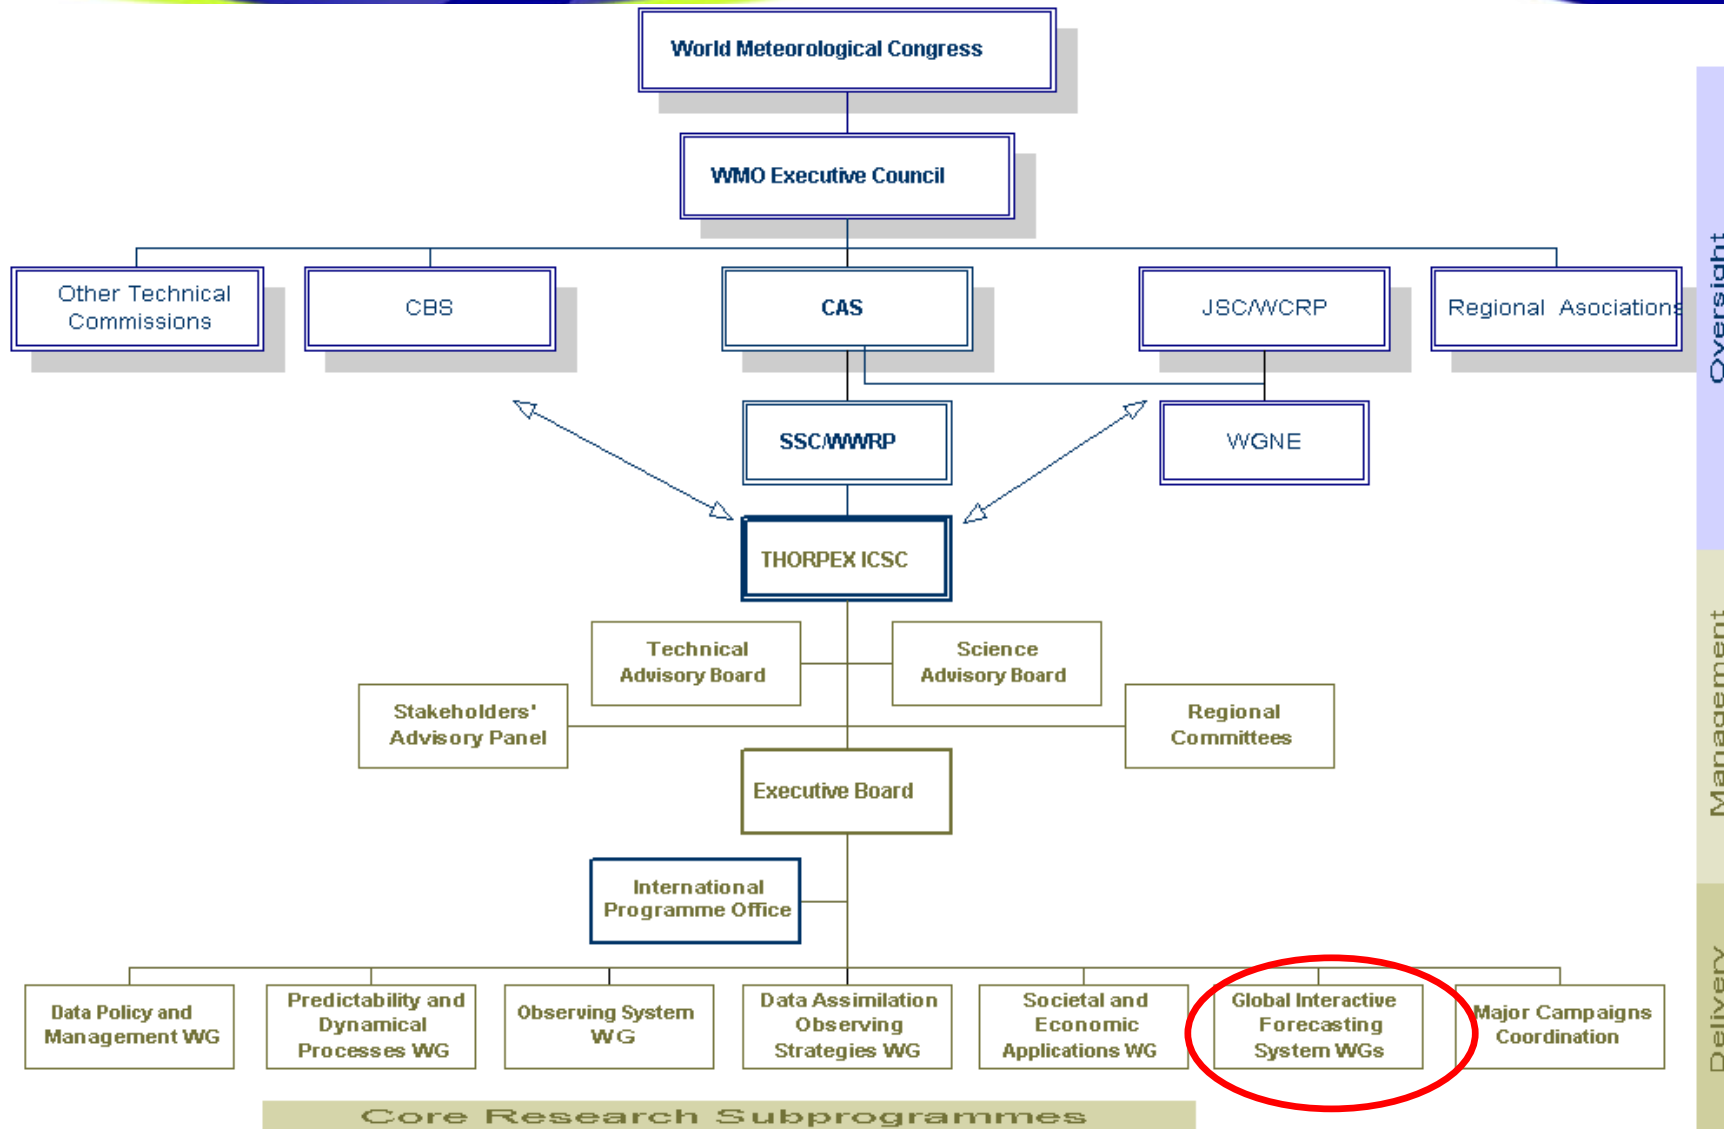 World Meteorological Congress
WMO Executive Council
Other Technical
Commissions
CBS
CAS
JSC/WCRP
Regional Asociations
SSC/WWRP
WGNE
THORPEX ICSC
Technical
Advisory Board
Science
Advisory Board
Stakeholders'
Advisory Panel
Regional
Committees
Executive Board
International
Programme Office
Data Policy and
Management WG
Predictability and
Dynamical
Processes WG
Observing System
WG
Data Assimilation
Observing
Strategies WG
Societal and
Economic
Applications WG
Global Interactive
Forecasting
System WGs
Major Campaigns
Coordination
Core Research Subprogrammes
Oversight
Management
Delivery